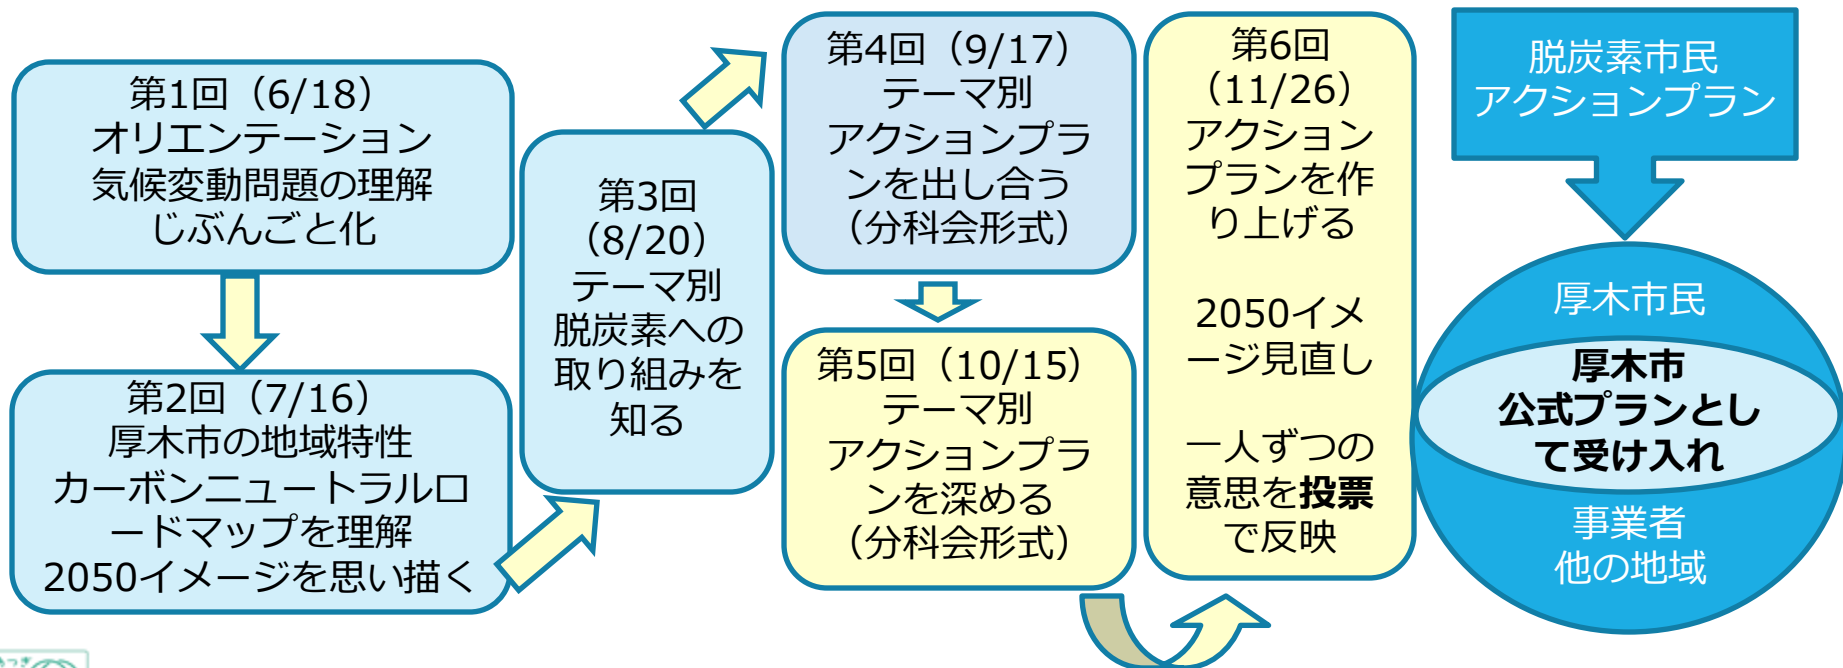 第1回（6/18）
オリエンテーション
気候変動問題の理解
じぶんごと化
第2回（7/16）
厚木市の地域特性
カーボンニュートラルロ
ードマップを理解
2050イメージを思い描く
第3回
（8/20）
テーマ別
脱炭素への
取り組みを
知る
第4回（9/17）
テーマ別
アクションプラ
ンを出し合う
（分科会形式）
第5回（10/15）
テーマ別
アクションプラ
ンを深める
（分科会形式）
第6回
（11/26）
アクション
プランを作
り上げる
2050イメ
ージ見直し
一人ずつの
意思を投票
で反映
脱炭素市民
アクションプラン
厚木市民
厚木市
公式プランとし
て受け入れ
事業者
他の地域